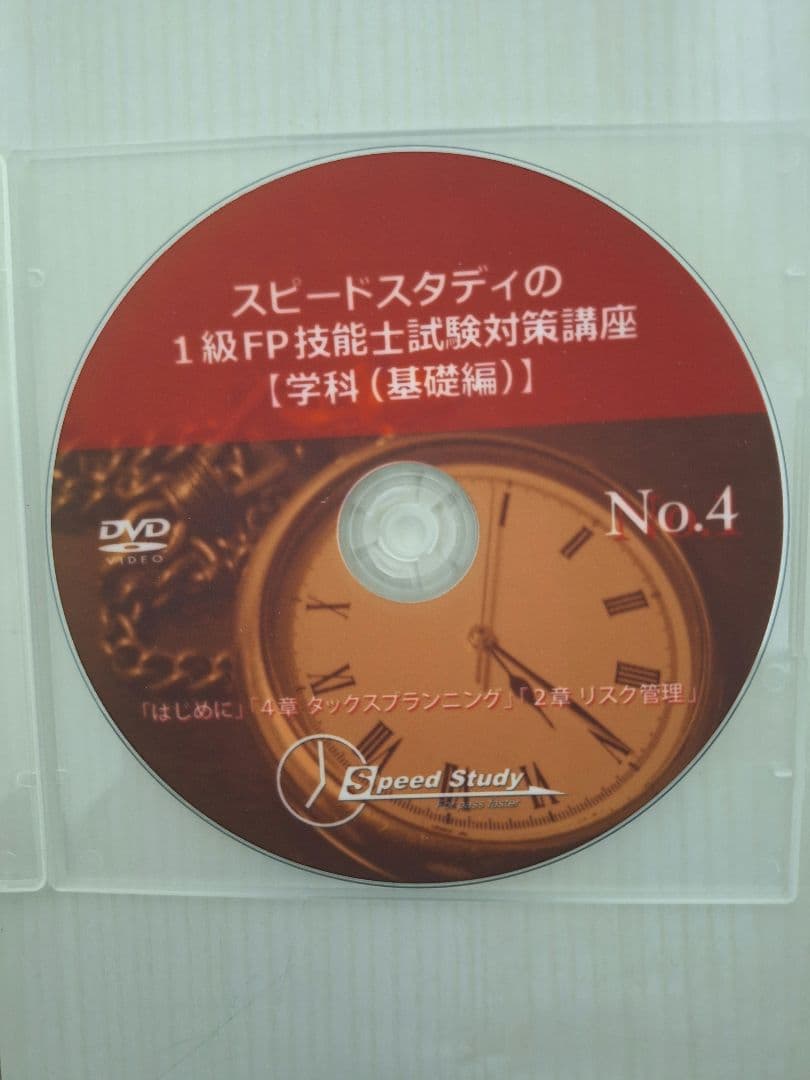 スピードスタディの
1級FP技能士試験対策講座
【学科（基礎編）】
No.4
DVD
VIDEO
「はじめに」「4章 タックスプランニング」「2章 リスク管理」
Speed Study
pass faster